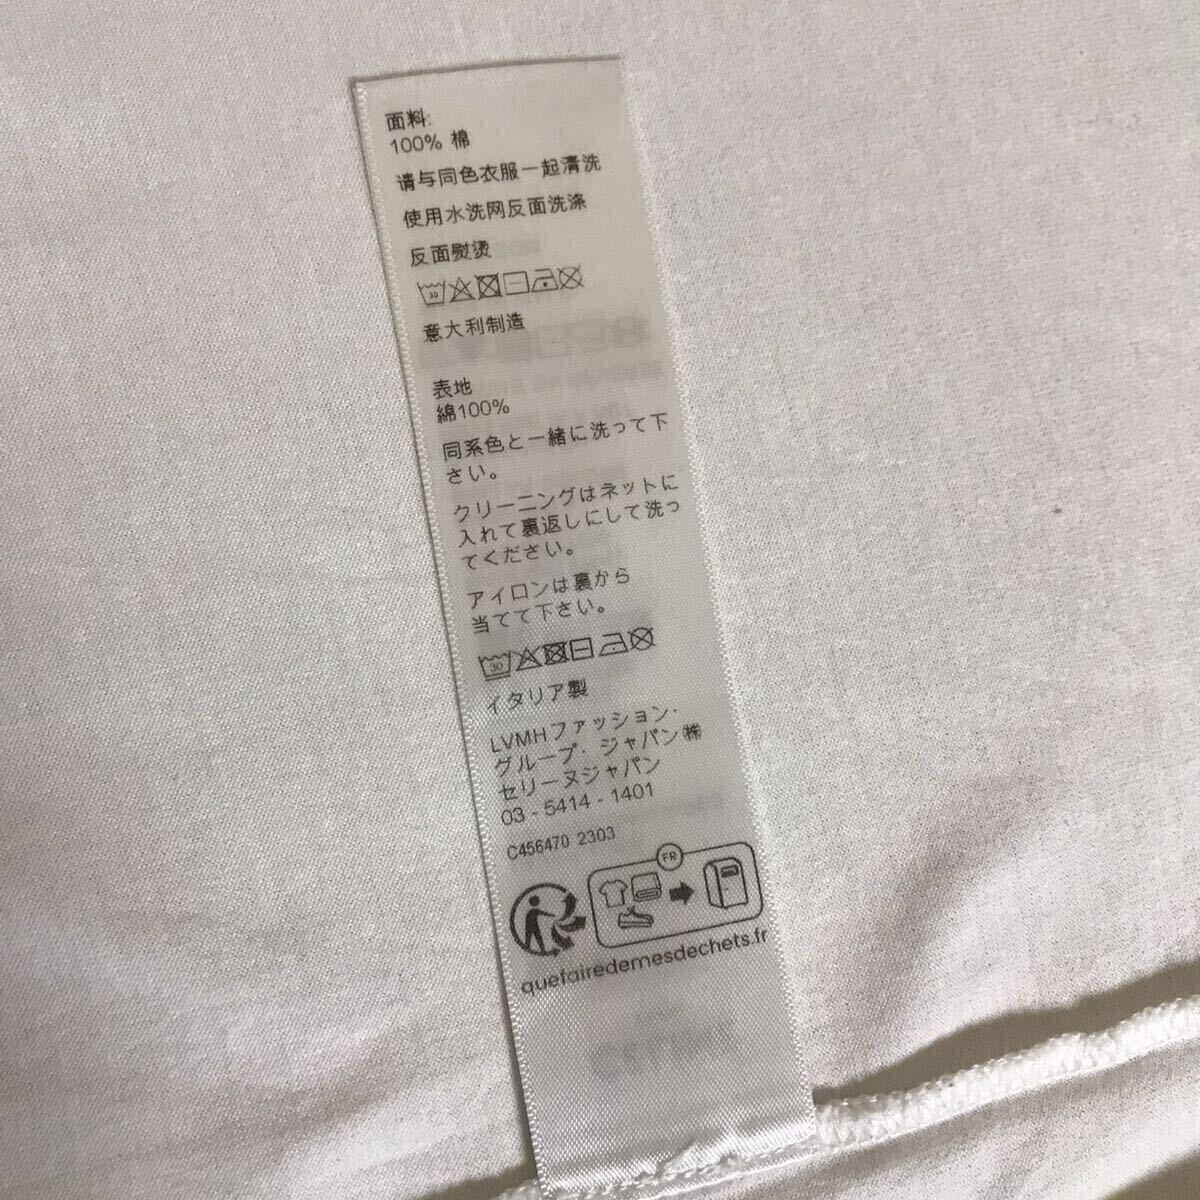 面料:
100% 棉
请与同色衣服一起清洗
使用水洗网反面洗涤
反面熨烫
30
意大利制造
表地
綿100%
同系色と一緒に洗って下
さい。
クリーニングはネットに
入れて裏返しにして洗っ
てください。
アイロンは裏から
当てて下さい。
30
イタリア製
LVMHファッション・
グループ・ジャパン㈱
セリーヌジャパン
03 - 5414 - 1401
C456470 2303
FR
quefairedemesdechets.fr